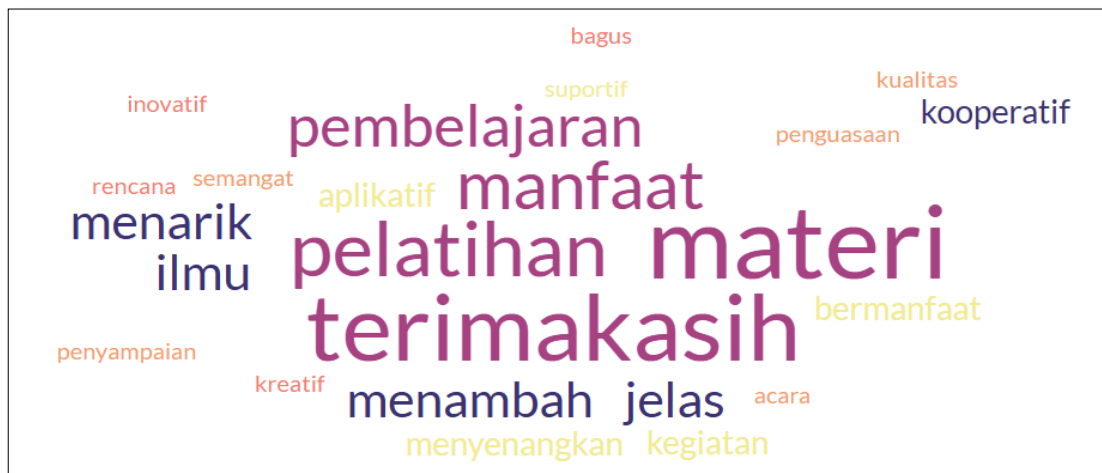 bagus
suportif
kualitas
inovatif
pembelajaran
kooperatif
penguasaan
rencana
semangat
aplikatif
manfaat
menarik
pelatihan
materi
ilmu
terimakasih
bermanfaat
penyampaian
kreatif
menambah
jelas
acara
menyenangkan
kegiatan